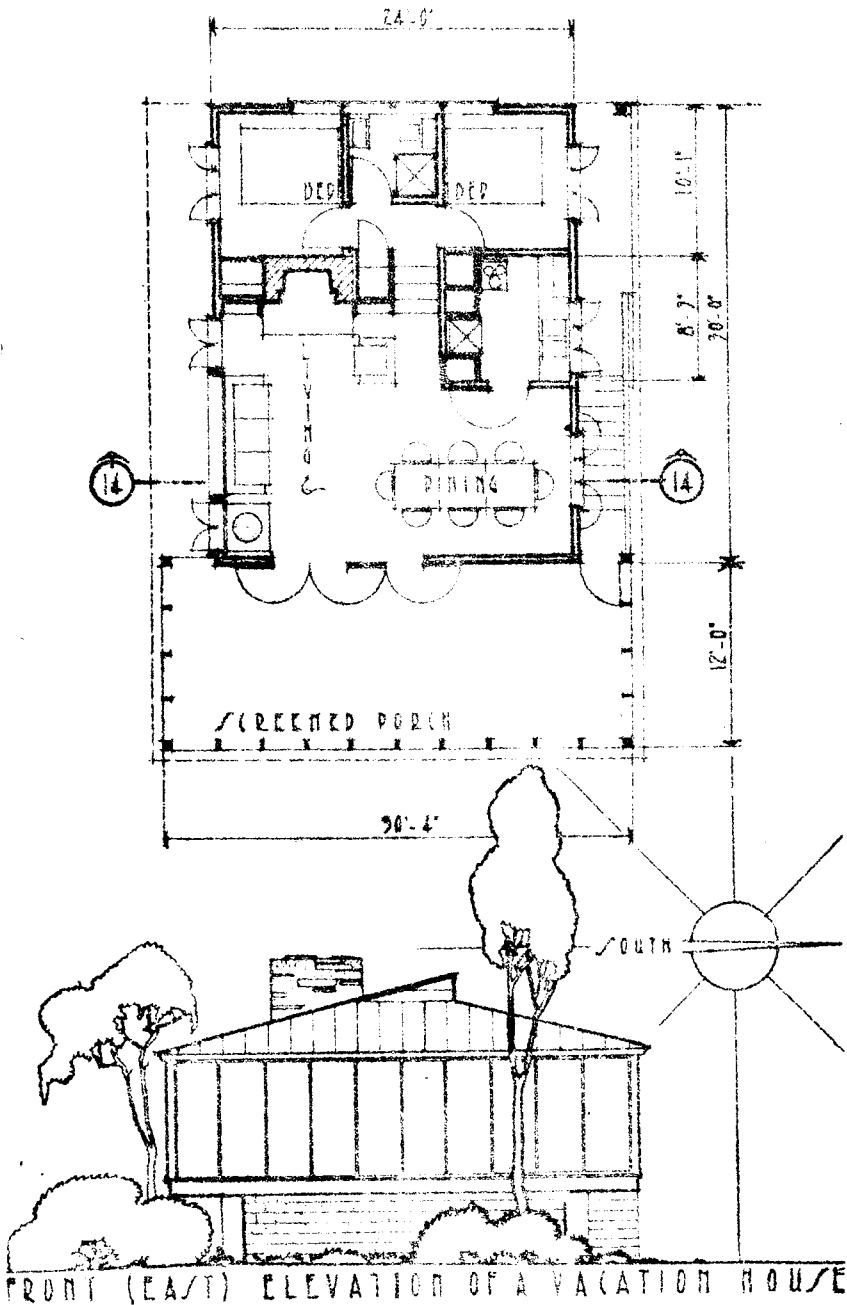 24'-0"
BED
BED
10'-1"
8'-7"
30'-0"
LIVING
14
DINING
14
12'-0"
SCREENED PORCH
30'-4"
SOUTH
FRONT (EAST) ELEVATION OF A VACATION HOUSE